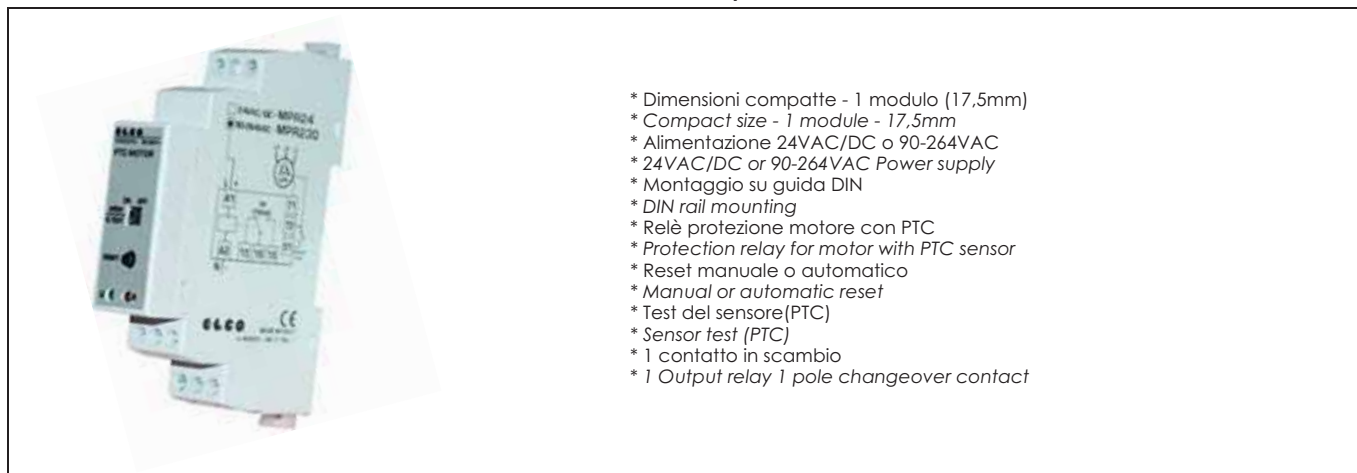 * Dimensioni compatte - 1 modulo (17,5mm)
* Compact size - 1 module - 17,5mm
* Alimentazione 24VAC/DC o 90-264VAC
* 24VAC/DC or 90-264VAC Power supply
* Montaggio su guida DIN
* DIN rail mounting
* Relè protezione motore con PTC
* Protection relay for motor with PTC sensor
* Reset manuale o automatico
* Manual or automatic reset
* Test del sensore(PTC)
* Sensor test (PTC)
* 1 contatto in scambio
* 1 Output relay 1 pole changeover contact
ELCO
PTC MOTOR
MPR24
MPR230
A1
A2
ELCO
CE